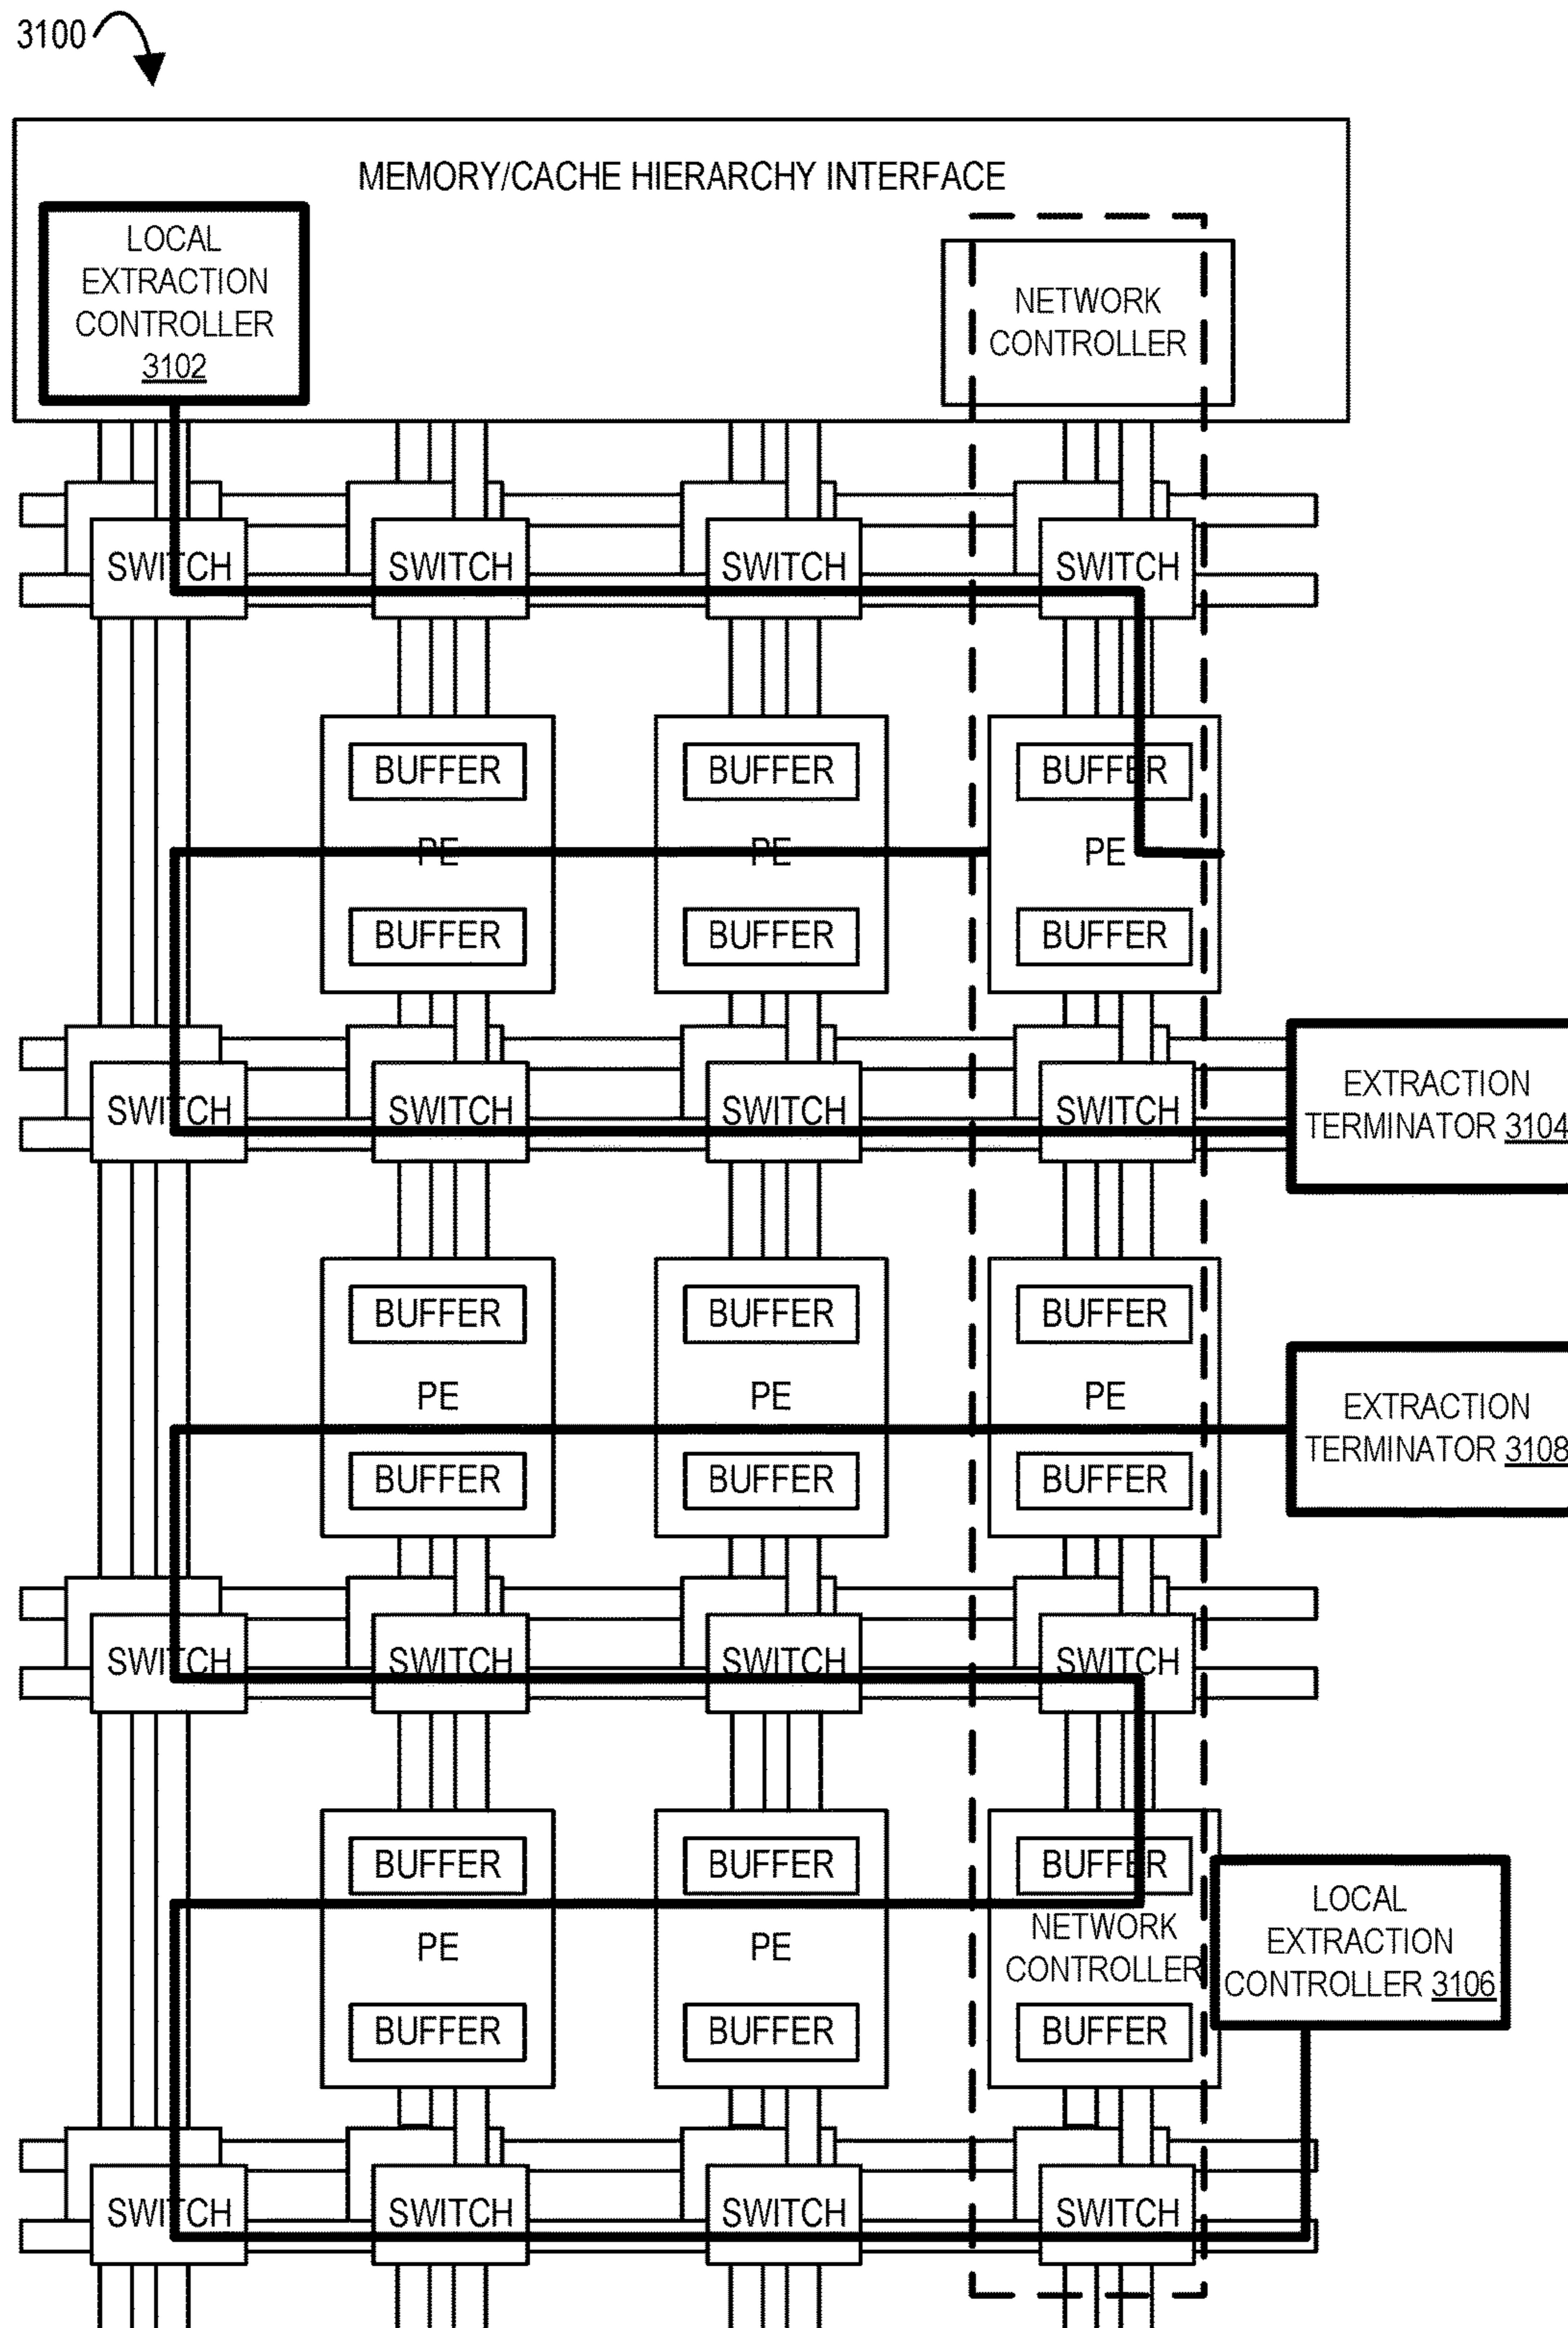 3100
MEMORY/CACHE HIERARCHY INTERFACE
LOCAL
EXTRACTION
CONTROLLER
3102
NETWORK
CONTROLLER
SWITCH SWITCH SWITCH SWITCH
BUFFER BUFFER BUFFER
PE PE PE
BUFFER BUFFER BUFFER
SWITCH SWITCH SWITCH SWITCH
EXTRACTION
TERMINATOR 3104
BUFFER BUFFER BUFFER
PE PE PE
BUFFER BUFFER BUFFER
EXTRACTION
TERMINATOR 3108
SWITCH SWITCH SWITCH SWITCH
BUFFER BUFFER BUFFER
PE PE NETWORK
CONTROLLER
BUFFER BUFFER BUFFER
LOCAL
EXTRACTION
CONTROLLER 3106
SWITCH SWITCH SWITCH SWITCH